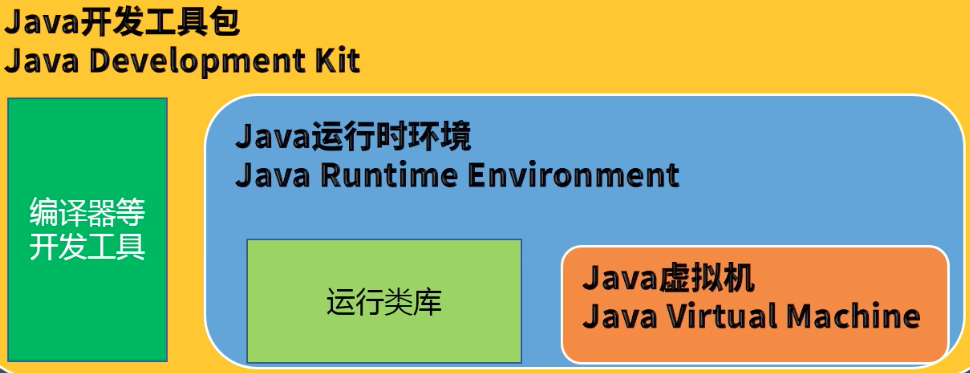 Java开发工具包
Java Development Kit
编译器等
开发工具
Java运行时环境
Java Runtime Environment
运行类库
Java虚拟机
Java Virtual Machine